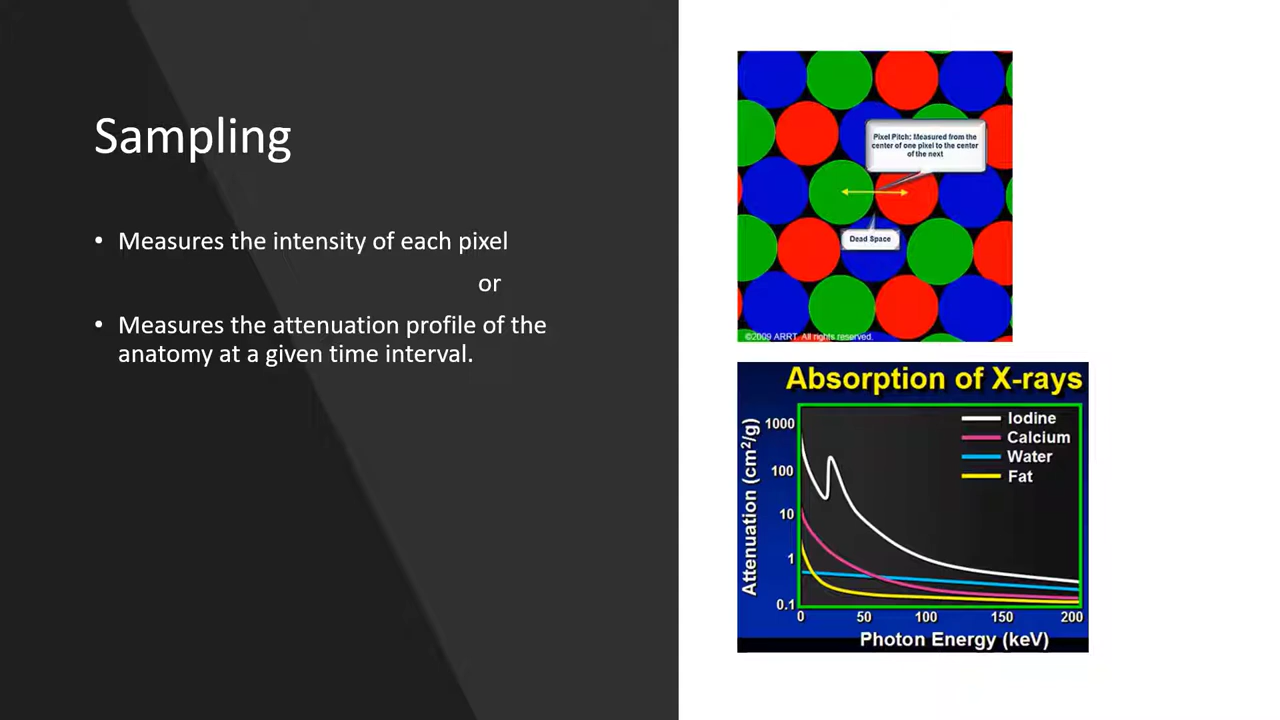 Sampling
• Measures the intensity of each pixel
or
• Measures the attenuation profile of the
anatomy at a given time interval.
Pixel Pitch: Measured from the
center of one pixel to the center
of the next
Dead Space
©2009 ARRT. All rights reserved.
Absorption of X-rays
Attenuation (cm²/g)
1000
100
10
1
0.1
Iodine
Calcium
Water
Fat
0 50 100 150 200
Photon Energy (keV)